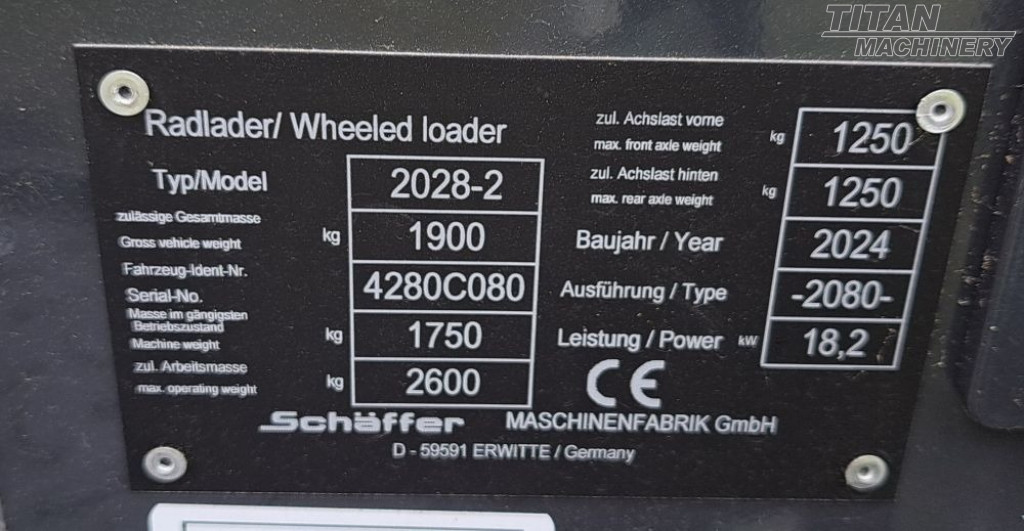 TITAN
MACHINERY
Radlader/ Wheeled loader
Typ/Model 2028-2
zulässige Gesamtmasse
Gross vehicle weight kg 1900
Fahrzeug-Ident-Nr.
Serial-No. 4280C080
Masse im gängigsten
Betriebszustand
Machine weight kg 1750
zul. Arbeitsmasse
max. operating weight kg 2600
zul. Achslast vorne
max. front axle weight kg 1250
zul. Achslast hinten
max. rear axle weight kg 1250
Baujahr / Year 2024
Ausführung / Type -2080-
Leistung / Power kW 18,2
CE
Schäffer MASCHINENFABRIK GmbH
D - 59591 ERWITTE / Germany